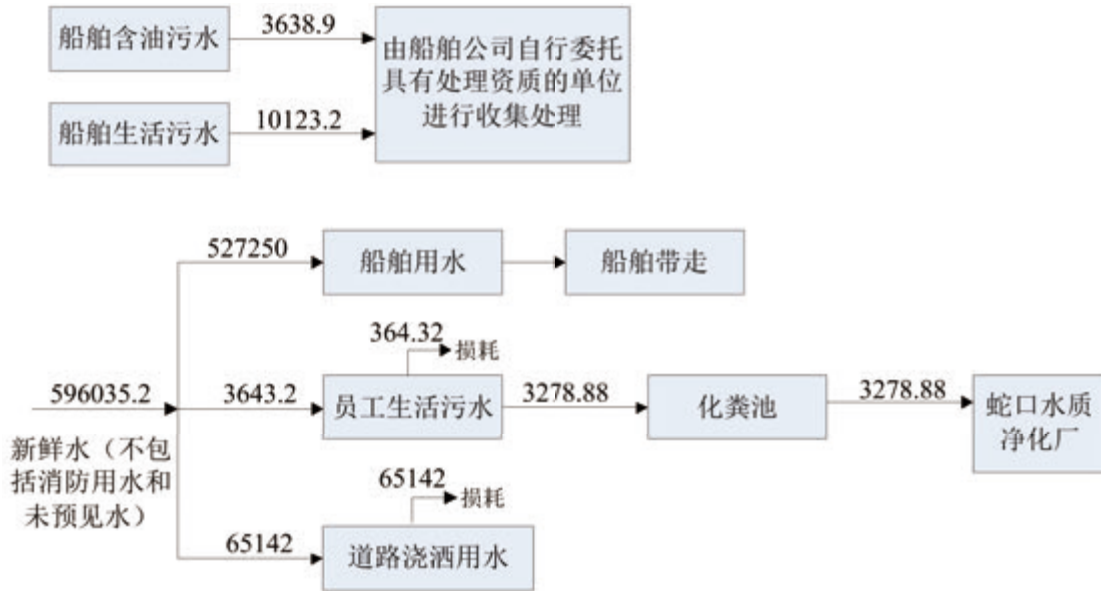 船舶含油污水
3638.9
由船舶公司自行委托
具有处理资质的单位
进行收集处理
船舶生活污水
10123.2
527250
船舶用水
船舶带走
364.32
损耗
596035.2
3643.2
员工生活污水
3278.88
化粪池
3278.88
蛇口水质
净化厂
新鲜水（不包
括消防用水和
未预见水）
65142
损耗
65142
道路浇洒用水